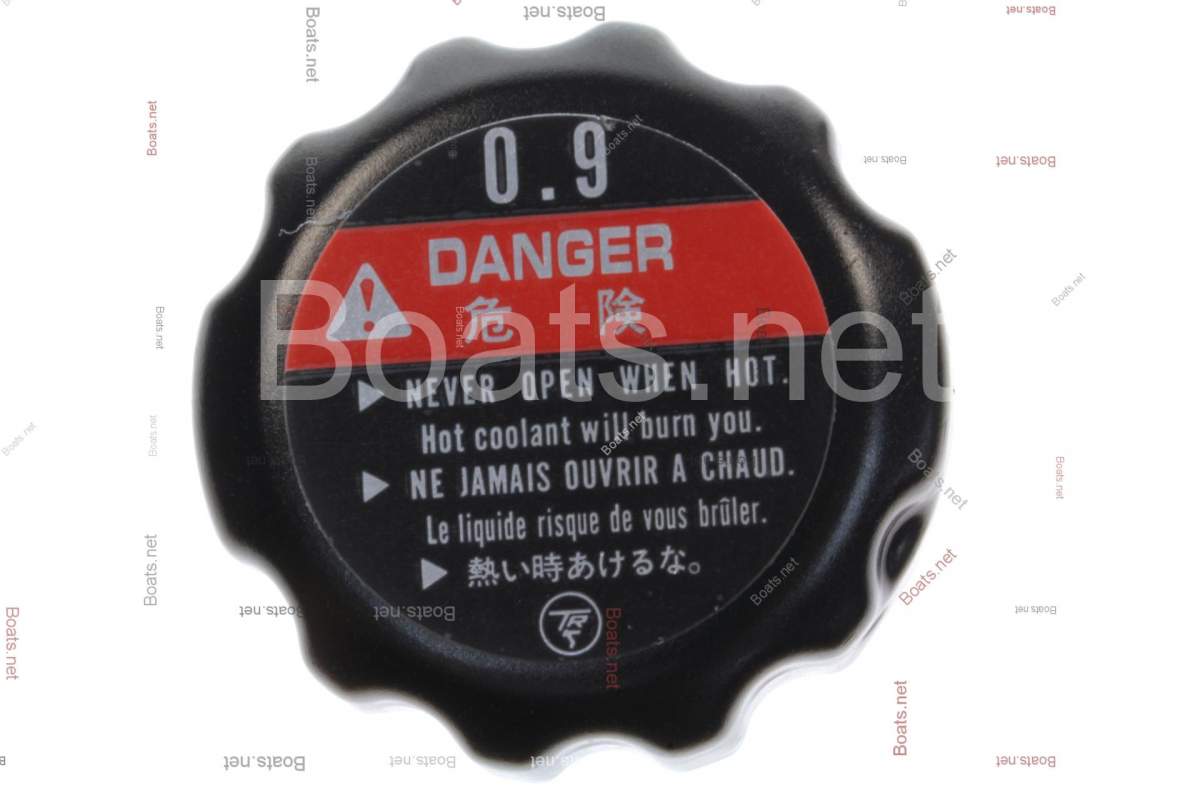 0.9
DANGER
危 険
▶ NEVER OPEN WHEN HOT.
Hot coolant will burn you.
▶ NE JAMAIS OUVRIR A CHAUD.
Le liquide risque de vous brûler.
▶ 熱い時あけるな。
TRS
Boats.net